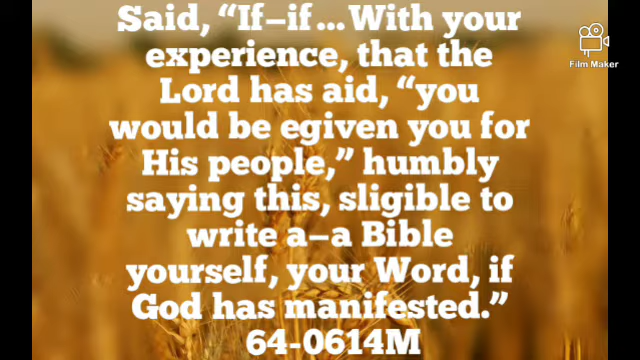 Said, “If–if...With your
experience, that the
Lord has aid, “you
would be egiven you for
His people,” humbly
saying this, sligible to
write a–a Bible
yourself, your Word, if
God has manifested.”
64-0614M
Film Maker